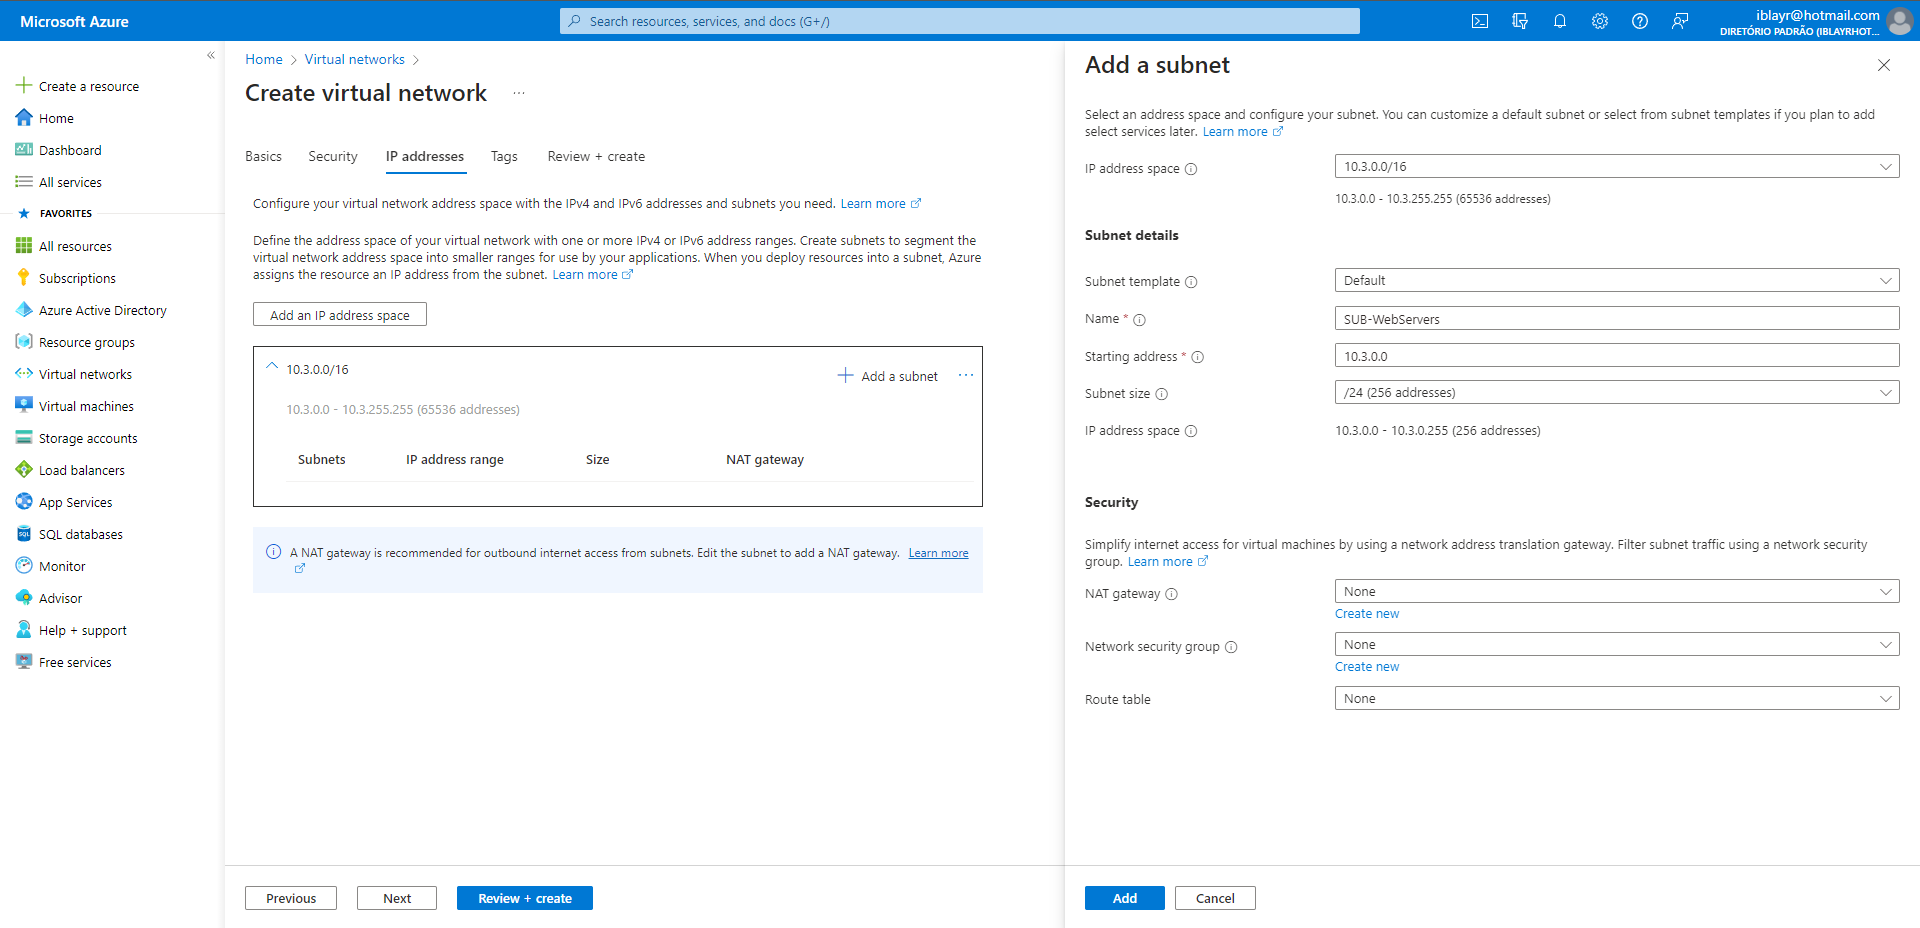 Microsoft Azure
Search resources, services, and docs (G+/)
iblayr@hotmail.com
DIRETÓRIO PADRÃO (IBLAYRHOT...
«
Create a resource
Home
Dashboard
All services
FAVORITES
All resources
Subscriptions
Azure Active Directory
Resource groups
Virtual networks
Virtual machines
Storage accounts
Load balancers
App Services
SQL databases
Monitor
Advisor
Help + support
Free services
Home > Virtual networks >
Create virtual network ...
Basics Security IP addresses Tags Review + create
Configure your virtual network address space with the IPv4 and IPv6 addresses and subnets you need. Learn more
Define the address space of your virtual network with one or more IPv4 or IPv6 address ranges. Create subnets to segment the
virtual network address space into smaller ranges for use by your applications. When you deploy resources into a subnet, Azure
assigns the resource an IP address from the subnet. Learn more
Add an IP address space
10.3.0.0/16
Add a subnet ...
10.3.0.0 - 10.3.255.255 (65536 addresses)
Subnets IP address range Size NAT gateway
A NAT gateway is recommended for outbound internet access from subnets. Edit the subnet to add a NAT gateway. Learn more
Previous Next Review + create
Add a subnet
Select an address space and configure your subnet. You can customize a default subnet or select from subnet templates if you plan to add
select services later. Learn more
IP address space 10.3.0.0/16
10.3.0.0 - 10.3.255.255 (65536 addresses)
Subnet details
Subnet template Default
Name * SUB-WebServers
Starting address * 10.3.0.0
Subnet size /24 (256 addresses)
IP address space 10.3.0.0 - 10.3.0.255 (256 addresses)
Security
Simplify internet access for virtual machines by using a network address translation gateway. Filter subnet traffic using a network security
group. Learn more
NAT gateway None
Create new
Network security group None
Create new
Route table None
Add Cancel